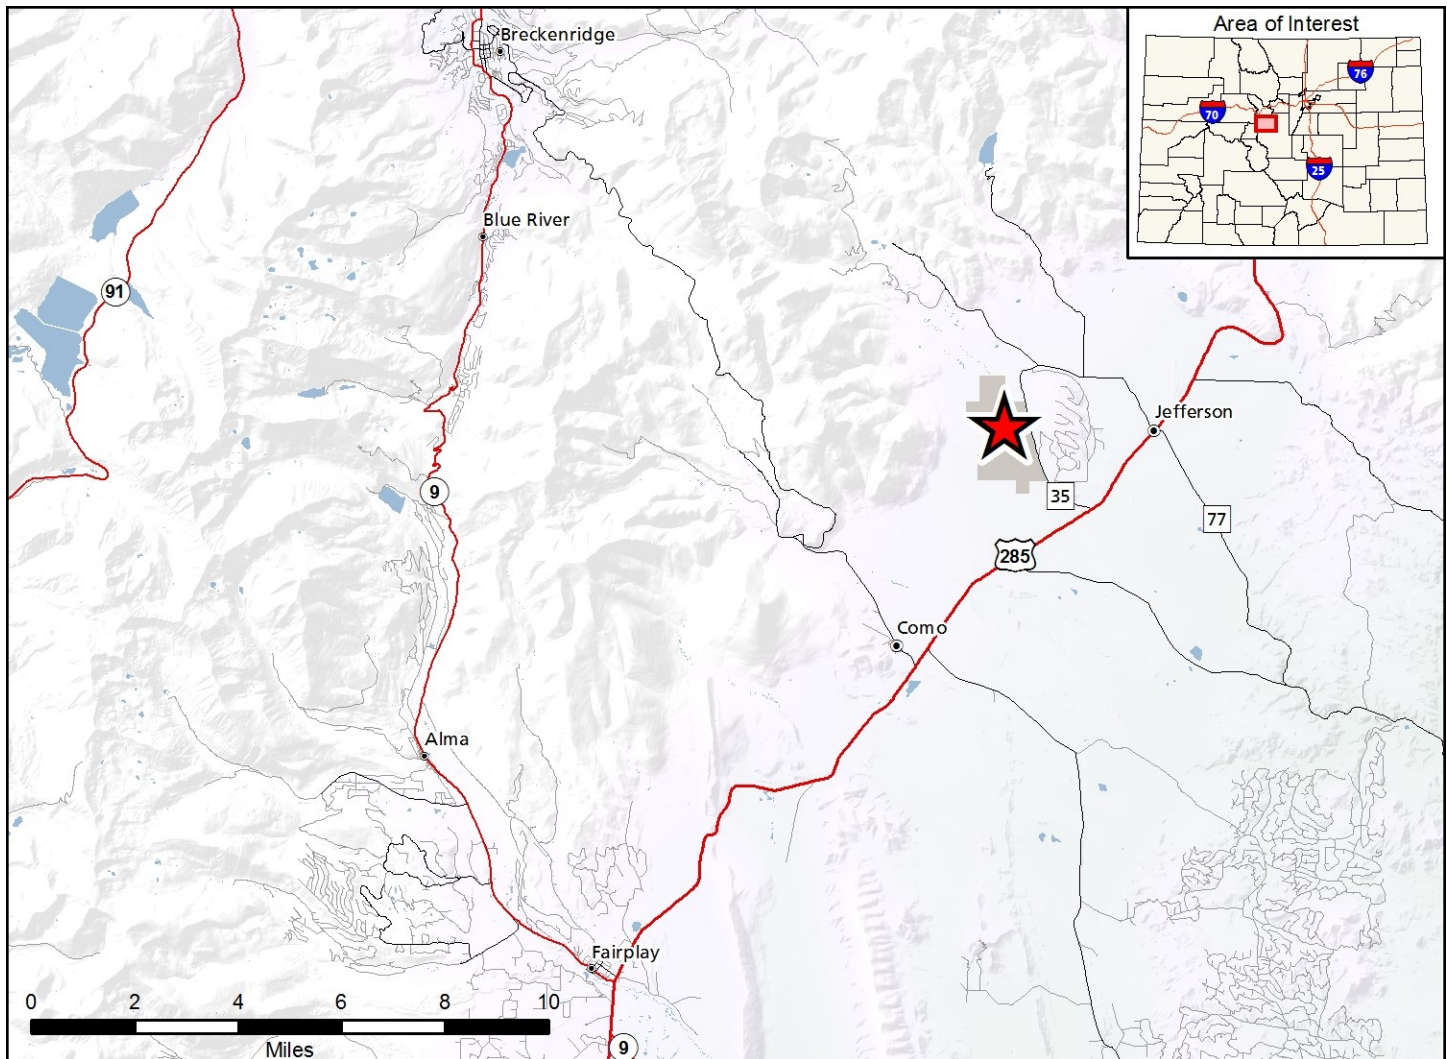 Breckenridge
Area of Interest
76
70
25
Blue River
91
Jefferson
9
35
77
285
Como
Alma
Fairplay
0 2 4 6 8 10
Miles
9